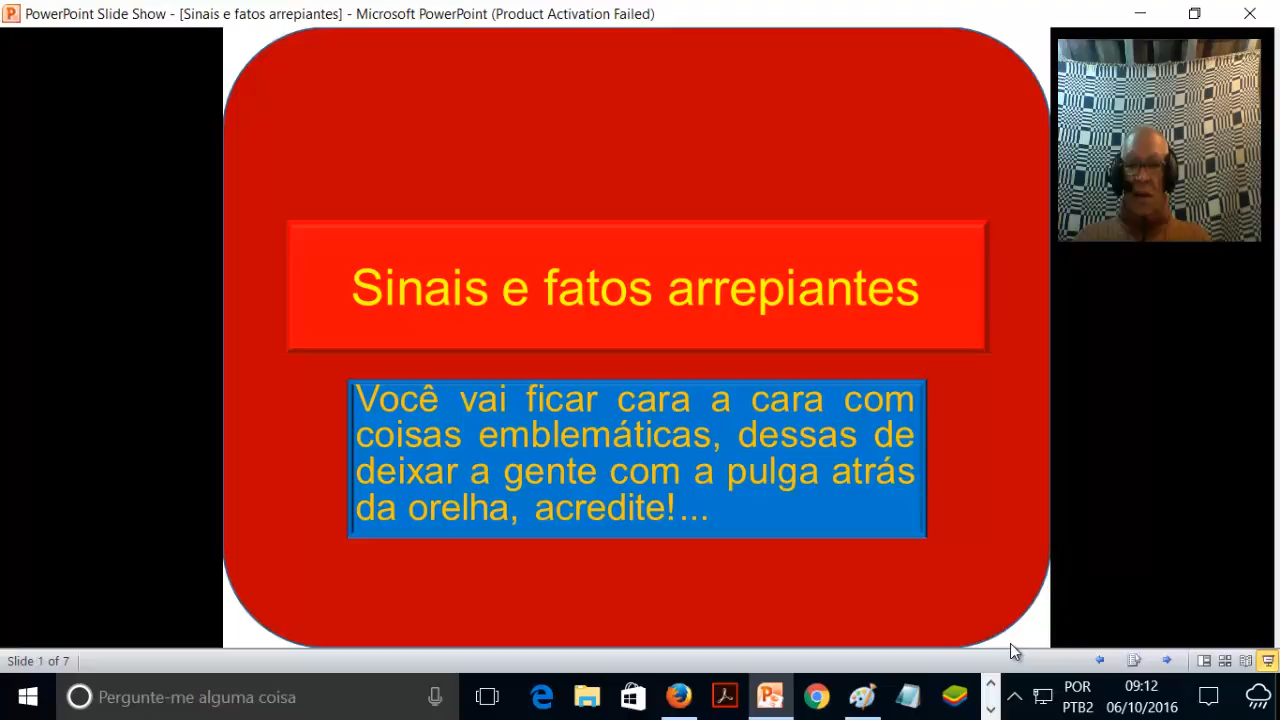 PowerPoint Slide Show - [Sinais e fatos arrepiantes] - Microsoft PowerPoint (Product Activation Failed)
Sinais e fatos arrepiantes
Você vai ficar cara a cara com
coisas emblemáticas, dessas de
deixar a gente com a pulga atrás
da orelha, acredite!...
Slide 1 of 7
Pergunte-me alguma coisa
POR
PTB2
09:12
06/10/2016